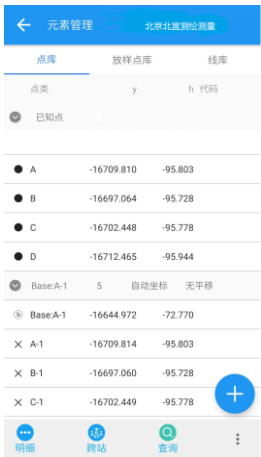 元素管理 北京北宜测绘测量
点库 放样点库 线库
点类 y h 代码
已知点
A -16709.810 -95.803
B -16697.064 -95.728
C -16702.448 -95.778
D -16712.465 -95.944
Base:A-1 5 自动坐标 无平移
Base:A-1 -16644.972 -72.770
A-1 -16709.814 -95.803
B-1 -16697.060 -95.728
C-1 -16702.449 -95.778
明细 跨站 查询